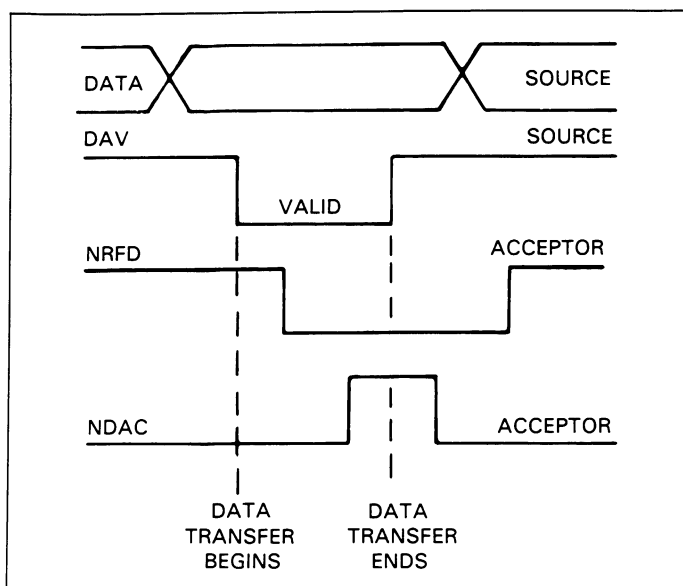 DATA SOURCE
DAV SOURCE
VALID
NRFD ACCEPTOR
NDAC ACCEPTOR
DATA TRANSFER BEGINS
DATA TRANSFER ENDS